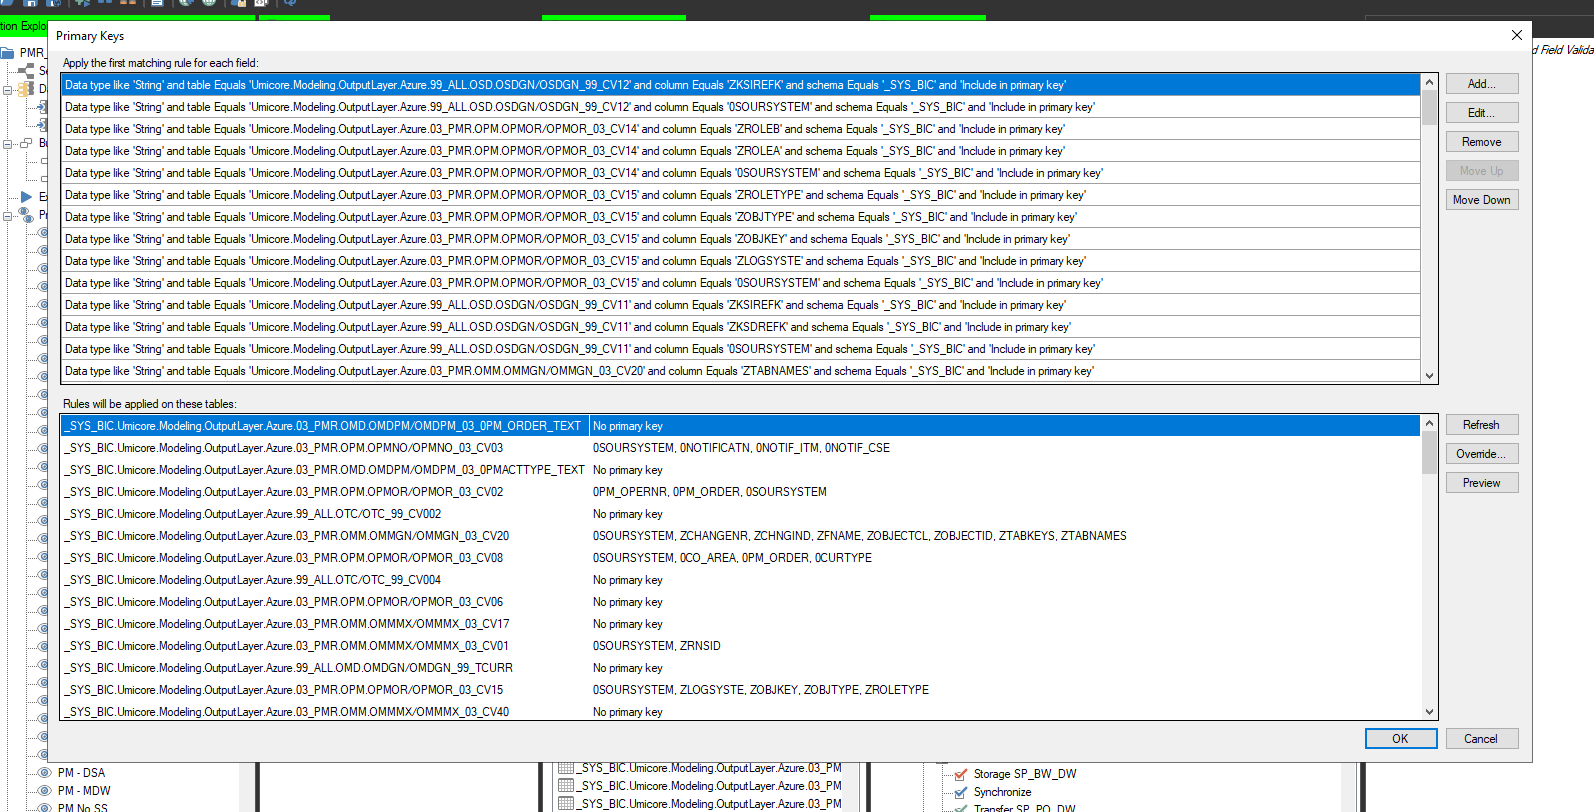 tion Explo
Primary Keys
d Field Valida
PMR_
Apply the first matching rule for each field:
Data type like 'String' and table Equals 'Umicore.Modeling.OutputLayer.Azure.99_ALL.OSD.OSDGN/OSDGN_99_CV12' and column Equals 'ZKSIREFK' and schema Equals '_SYS_BIC' and 'Include in primary key'
Data type like 'String' and table Equals 'Umicore.Modeling.OutputLayer.Azure.99_ALL.OSD.OSDGN/OSDGN_99_CV12' and column Equals '0SOURSYSTEM' and schema Equals '_SYS_BIC' and 'Include in primary key'
Data type like 'String' and table Equals 'Umicore.Modeling.OutputLayer.Azure.03_PMR.OPM.OPMOR/OPMOR_03_CV14' and column Equals 'ZROLEB' and schema Equals '_SYS_BIC' and 'Include in primary key'
Data type like 'String' and table Equals 'Umicore.Modeling.OutputLayer.Azure.03_PMR.OPM.OPMOR/OPMOR_03_CV14' and column Equals 'ZROLEA' and schema Equals '_SYS_BIC' and 'Include in primary key'
Data type like 'String' and table Equals 'Umicore.Modeling.OutputLayer.Azure.03_PMR.OPM.OPMOR/OPMOR_03_CV14' and column Equals '0SOURSYSTEM' and schema Equals '_SYS_BIC' and 'Include in primary key'
Data type like 'String' and table Equals 'Umicore.Modeling.OutputLayer.Azure.03_PMR.OPM.OPMOR/OPMOR_03_CV15' and column Equals 'ZROLETYPE' and schema Equals '_SYS_BIC' and 'Include in primary key'
Data type like 'String' and table Equals 'Umicore.Modeling.OutputLayer.Azure.03_PMR.OPM.OPMOR/OPMOR_03_CV15' and column Equals 'ZOBJTYPE' and schema Equals '_SYS_BIC' and 'Include in primary key'
Data type like 'String' and table Equals 'Umicore.Modeling.OutputLayer.Azure.03_PMR.OPM.OPMOR/OPMOR_03_CV15' and column Equals 'ZOBJKEY' and schema Equals '_SYS_BIC' and 'Include in primary key'
Data type like 'String' and table Equals 'Umicore.Modeling.OutputLayer.Azure.03_PMR.OPM.OPMOR/OPMOR_03_CV15' and column Equals 'ZLOGSYSTE' and schema Equals '_SYS_BIC' and 'Include in primary key'
Data type like 'String' and table Equals 'Umicore.Modeling.OutputLayer.Azure.03_PMR.OPM.OPMOR/OPMOR_03_CV15' and column Equals '0SOURSYSTEM' and schema Equals '_SYS_BIC' and 'Include in primary key'
Data type like 'String' and table Equals 'Umicore.Modeling.OutputLayer.Azure.99_ALL.OSD.OSDGN/OSDGN_99_CV11' and column Equals 'ZKSIREFK' and schema Equals '_SYS_BIC' and 'Include in primary key'
Data type like 'String' and table Equals 'Umicore.Modeling.OutputLayer.Azure.99_ALL.OSD.OSDGN/OSDGN_99_CV11' and column Equals 'ZKSDREFK' and schema Equals '_SYS_BIC' and 'Include in primary key'
Data type like 'String' and table Equals 'Umicore.Modeling.OutputLayer.Azure.99_ALL.OSD.OSDGN/OSDGN_99_CV11' and column Equals '0SOURSYSTEM' and schema Equals '_SYS_BIC' and 'Include in primary key'
Data type like 'String' and table Equals 'Umicore.Modeling.OutputLayer.Azure.03_PMR.OMM.OMMGN/OMMGN_03_CV20' and column Equals 'ZTABNAMES' and schema Equals '_SYS_BIC' and 'Include in primary key'
Add...
Edit...
Remove
Move Up
Move Down
Rules will be applied on these tables:
_SYS_BIC.Umicore.Modeling.OutputLayer.Azure.03_PMR.OMD.OMDPM/OMDPM_03_0PM_ORDER_TEXT No primary key
_SYS_BIC.Umicore.Modeling.OutputLayer.Azure.03_PMR.OPM.OPMNO/OPMNO_03_CV03 0SOURSYSTEM, 0NOTIFICATN, 0NOTIF_ITM, 0NOTIF_CSE
_SYS_BIC.Umicore.Modeling.OutputLayer.Azure.03_PMR.OMD.OMDPM/OMDPM_03_0PMACTTYPE_TEXT No primary key
_SYS_BIC.Umicore.Modeling.OutputLayer.Azure.03_PMR.OPM.OPMOR/OPMOR_03_CV02 0PM_OPERNR, 0PM_ORDER, 0SOURSYSTEM
_SYS_BIC.Umicore.Modeling.OutputLayer.Azure.99_ALL.OTC/OTC_99_CV002 No primary key
_SYS_BIC.Umicore.Modeling.OutputLayer.Azure.03_PMR.OMM.OMMGN/OMMGN_03_CV20 0SOURSYSTEM, ZCHANGENR, ZCHNGIND, ZFNAME, ZOBJECTCL, ZOBJECTID, ZTABKEYS, ZTABNAMES
_SYS_BIC.Umicore.Modeling.OutputLayer.Azure.03_PMR.OPM.OPMOR/OPMOR_03_CV08 0SOURSYSTEM, 0CO_AREA, 0PM_ORDER, 0CURTYPE
_SYS_BIC.Umicore.Modeling.OutputLayer.Azure.99_ALL.OTC/OTC_99_CV004 No primary key
_SYS_BIC.Umicore.Modeling.OutputLayer.Azure.03_PMR.OPM.OPMOR/OPMOR_03_CV06 No primary key
_SYS_BIC.Umicore.Modeling.OutputLayer.Azure.03_PMR.OMM.OMMMX/OMMMX_03_CV17 No primary key
_SYS_BIC.Umicore.Modeling.OutputLayer.Azure.03_PMR.OMM.OMMMX/OMMMX_03_CV01 0SOURSYSTEM, ZRNSID
_SYS_BIC.Umicore.Modeling.OutputLayer.Azure.99_ALL.OMD.OMDGN/OMDGN_99_TCURR No primary key
_SYS_BIC.Umicore.Modeling.OutputLayer.Azure.03_PMR.OPM.OPMOR/OPMOR_03_CV15 0SOURSYSTEM, ZLOGSYSTE, ZOBJKEY, ZOBJTYPE, ZROLETYPE
_SYS_BIC.Umicore.Modeling.OutputLayer.Azure.03_PMR.OMM.OMMMX/OMMMX_03_CV40 No primary key
Refresh
Override...
Preview
OK
Cancel
PM - DSA
PM - MDW
PM No SS
_SYS_BIC.Umicore.Modeling.OutputLayer.Azure.03_PM
_SYS_BIC.Umicore.Modeling.OutputLayer.Azure.03_PM
_SYS_BIC.Umicore.Modeling.OutputLayer.Azure.03_PM
Storage SP_BW_DW
Synchronize
Transfer SP_PO_DW